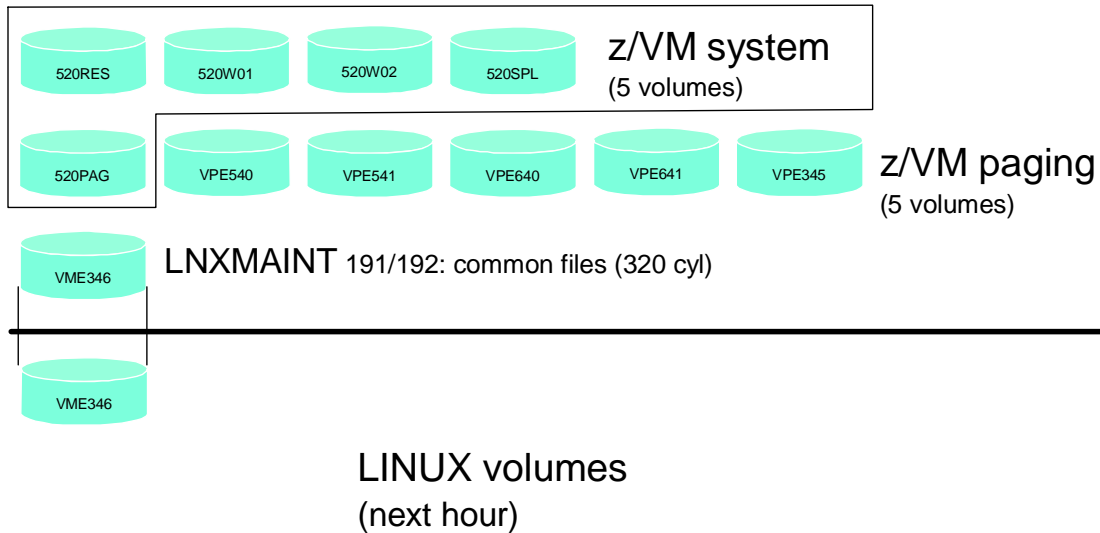 520RES
520W01
520W02
520SPL
z/VM system
(5 volumes)
520PAG
VPE540
VPE541
VPE640
VPE641
VPE345
z/VM paging
(5 volumes)
VME346
LNXMAINT 191/192: common files (320 cyl)
VME346
LINUX volumes
(next hour)